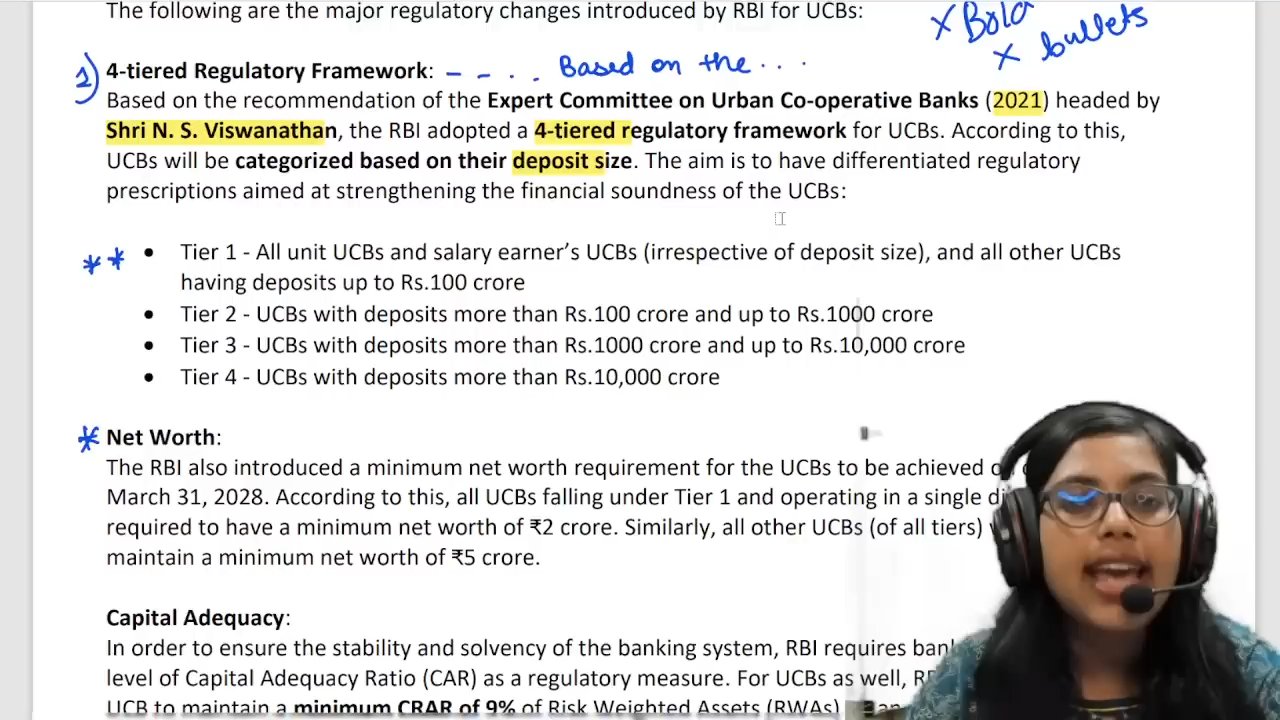 The following are the major regulatory changes introduced by RBI for UCBs:
x Bold
x bullets
1) 4-tiered Regulatory Framework: - - . . Based on the . . .
Based on the recommendation of the Expert Committee on Urban Co-operative Banks (2021) headed by
Shri N. S. Viswanathan, the RBI adopted a 4-tiered regulatory framework for UCBs. According to this,
UCBs will be categorized based on their deposit size. The aim is to have differentiated regulatory
prescriptions aimed at strengthening the financial soundness of the UCBs:
** • Tier 1 - All unit UCBs and salary earner's UCBs (irrespective of deposit size), and all other UCBs
having deposits up to Rs.100 crore
• Tier 2 - UCBs with deposits more than Rs.100 crore and up to Rs.1000 crore
• Tier 3 - UCBs with deposits more than Rs.1000 crore and up to Rs.10,000 crore
• Tier 4 - UCBs with deposits more than Rs.10,000 crore
* Net Worth:
The RBI also introduced a minimum net worth requirement for the UCBs to be achieved
March 31, 2028. According to this, all UCBs falling under Tier 1 and operating in a single
required to have a minimum net worth of ₹2 crore. Similarly, all other UCBs (of all tiers)
maintain a minimum net worth of ₹5 crore.
Capital Adequacy:
In order to ensure the stability and solvency of the banking system, RBI requires
level of Capital Adequacy Ratio (CAR) as a regulatory measure. For UCBs as well,
UCB to maintain a minimum CRAR of 9% of Risk Weighted Assets (RWAs)